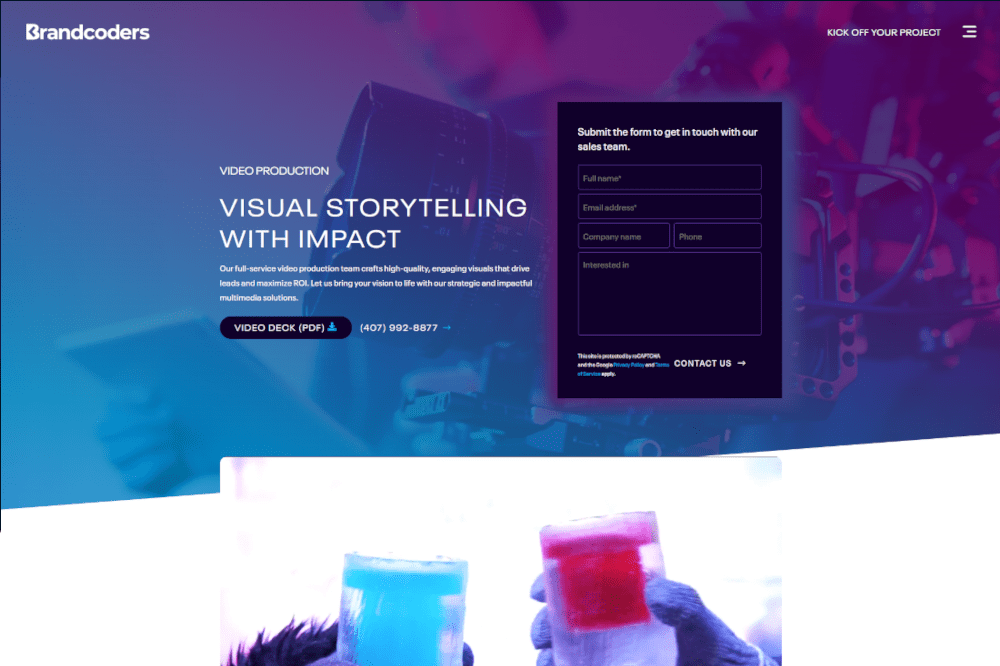 Brandcoders
KICK OFF YOUR PROJECT
VIDEO PRODUCTION
VISUAL STORYTELLING
WITH IMPACT
Our full-service video production team crafts high-quality, engaging visuals that drive
leads and maximize ROI. Let us bring your vision to life with our strategic and impactful
multimedia solutions.
VIDEO DECK (PDF)
(407) 992-8877 →
Submit the form to get in touch with our
sales team.
Full name*
Email address*
Company name
Phone
Interested in
This site is protected by reCAPTCHA
and the Google Privacy Policy and Terms
of Service apply.
CONTACT US →